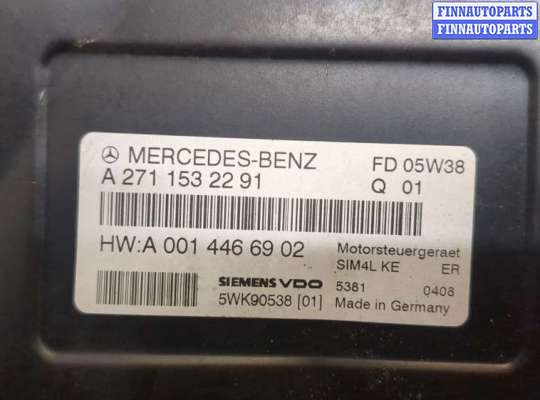 FINNAUTOPARTS
FINNAUTOPARTS
MERCEDES-BENZ FD 05W38
A 271 153 22 91 Q 01
HW:A 001 446 69 02 Motorsteuergeraet
SIM4L KE ER
SIEMENS VDO 5381 0408
5WK90538 [01] Made in Germany